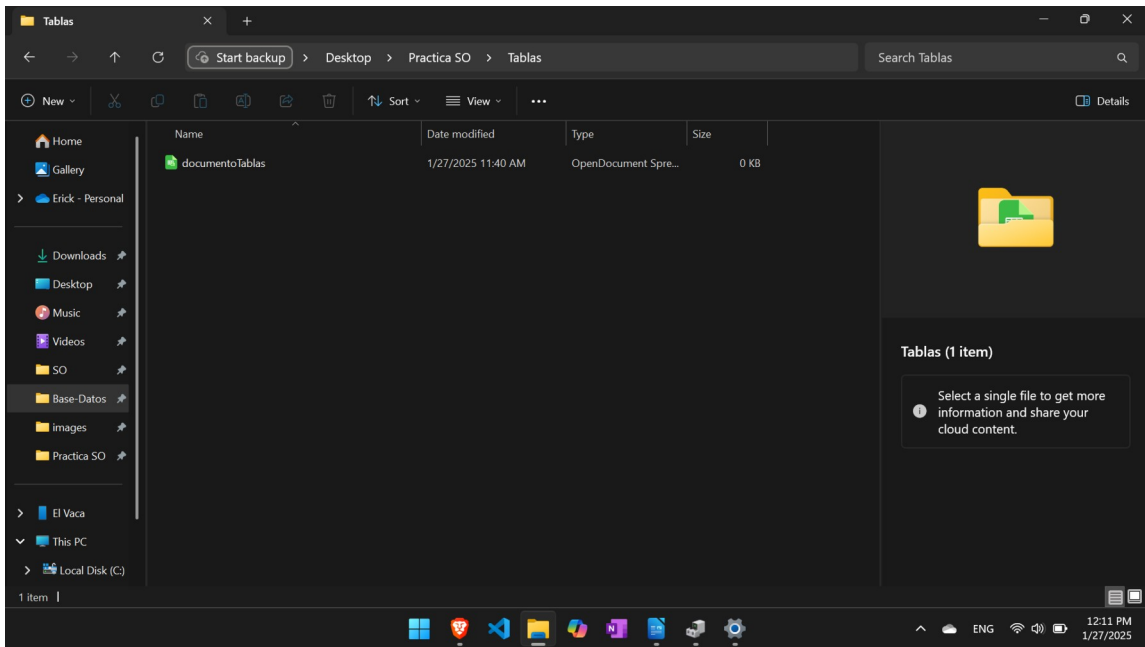 Tablas
Start backup > Desktop > Practica SO > Tablas
Search Tablas
New
Sort
View
Details
Name
Date modified
Type
Size
documentoTablas
1/27/2025 11:40 AM
OpenDocument Spre...
0 KB
Home
Gallery
Erick - Personal
Downloads
Desktop
Music
Videos
SO
Base-Datos
images
Practica SO
El Vaca
This PC
Local Disk (C:)
Tablas (1 item)
Select a single file to get more
information and share your
cloud content.
1 item
ENG
12:11 PM
1/27/2025